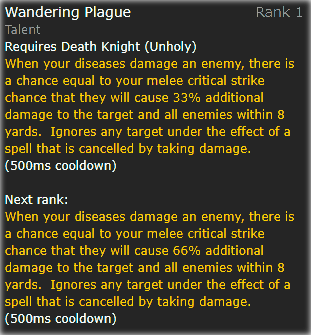 Wandering Plague Rank 1
Talent
Requires Death Knight (Unholy)
When your diseases damage an enemy, there is
a chance equal to your melee critical strike
chance that they will cause 33% additional
damage to the target and all enemies within 8
yards.  Ignores any target under the effect of a
spell that is cancelled by taking damage.
(500ms cooldown)
Next rank:
When your diseases damage an enemy, there is
a chance equal to your melee critical strike
chance that they will cause 66% additional
damage to the target and all enemies within 8
yards.  Ignores any target under the effect of a
spell that is cancelled by taking damage.
(500ms cooldown)